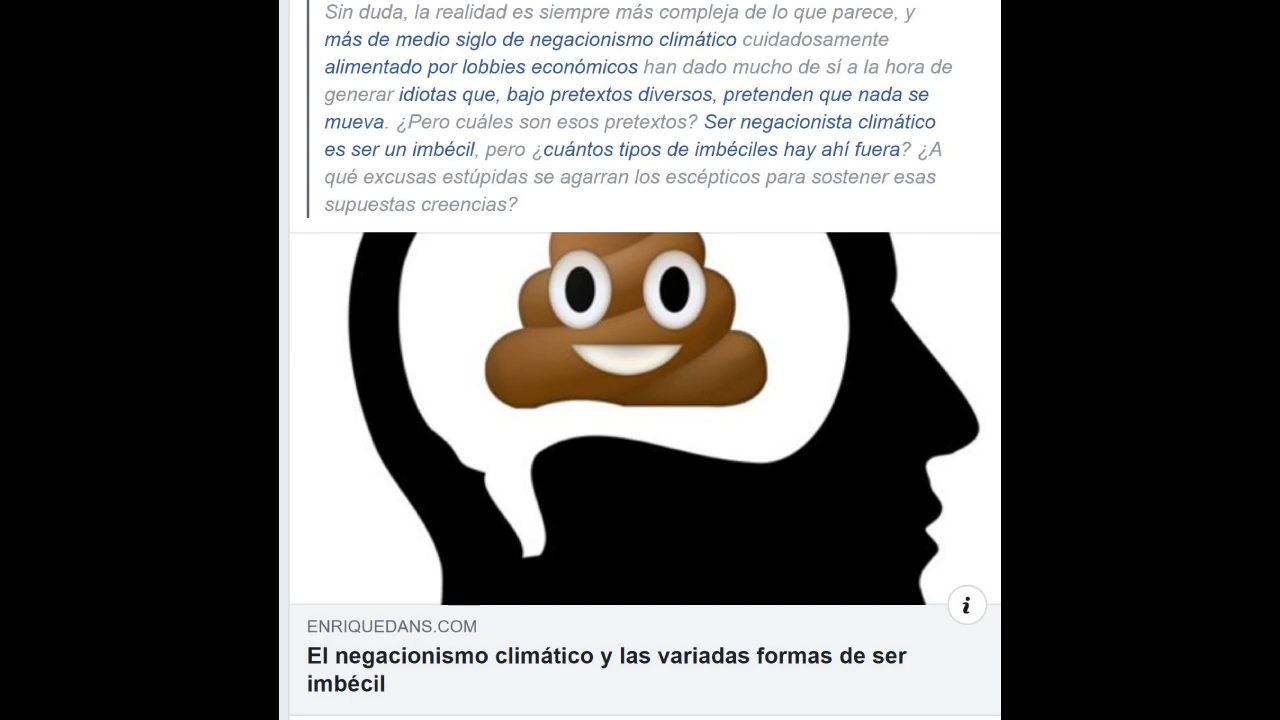 Sin duda, la realidad es siempre más compleja de lo que parece, y
más de medio siglo de negacionismo climático cuidadosamente
alimentado por lobbies económicos han dado mucho de sí a la hora de
generar idiotas que, bajo pretextos diversos, pretenden que nada se
mueva. ¿Pero cuáles son esos pretextos? Ser negacionista climático
es ser un imbécil, pero ¿cuántos tipos de imbéciles hay ahí fuera? ¿A
qué excusas estúpidas se agarran los escépticos para sostener esas
supuestas creencias?
i
ENRIQUEDANS.COM
El negacionismo climático y las variadas formas de ser
imbécil